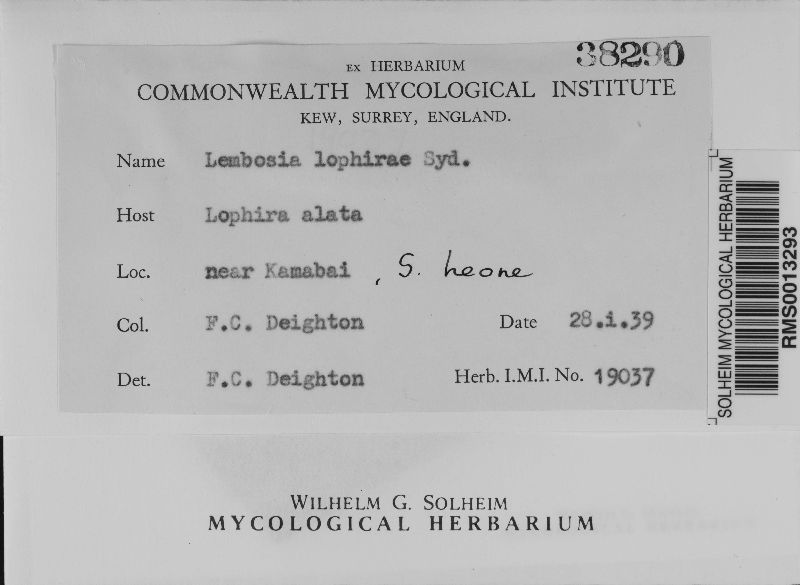 38290
EX HERBARIUM
COMMONWEALTH MYCOLOGICAL INSTITUTE
KEW, SURREY, ENGLAND.
Name Lembosia lophirae Syd.
Host Lophira alata
Loc. near Kamabai , S. Leone
Col. F.C. Deighton Date 28.i.39
Det. F.C. Deighton Herb. I.M.I. No. 19037
SOLHEIM MYCOLOGICAL HERBARIUM
RMS0013293
WILHELM G. SOLHEIM
MYCOLOGICAL HERBARIUM